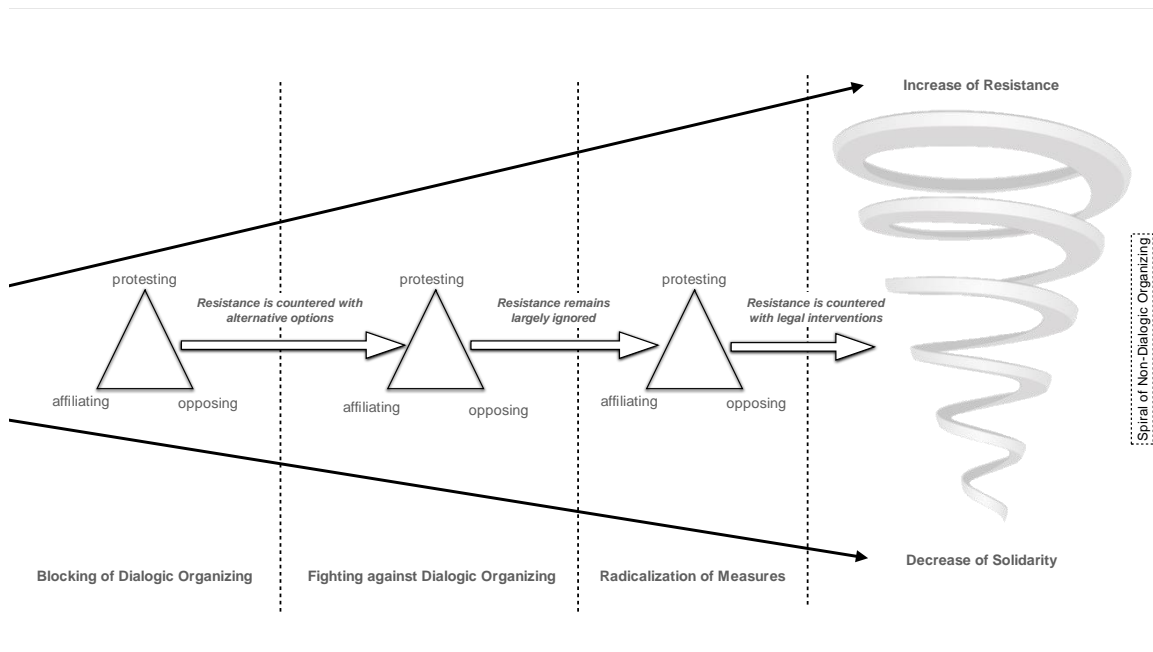 Increase of Resistance
protesting
protesting
protesting
Resistance is countered with
alternative options
Resistance remains
largely ignored
Resistance is countered
with legal interventions
affiliating
opposing
affiliating
opposing
affiliating
opposing
Spiral of Non-Dialogic Organizing
Decrease of Solidarity
Blocking of Dialogic Organizing
Fighting against Dialogic Organizing
Radicalization of Measures